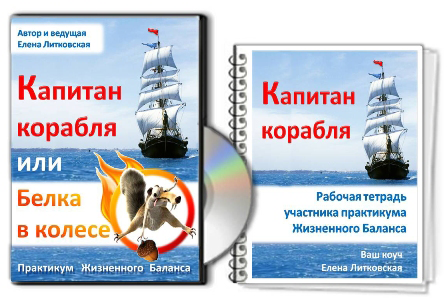 Автор и ведущая
Елена Литковская
Капитан
корабля
или
Белка
в колесе
Практикум Жизненного Баланса
Капитан
корабля
Рабочая тетрадь
участника практикума
Жизненного Баланса
Ваш коуч
Елена Литковская